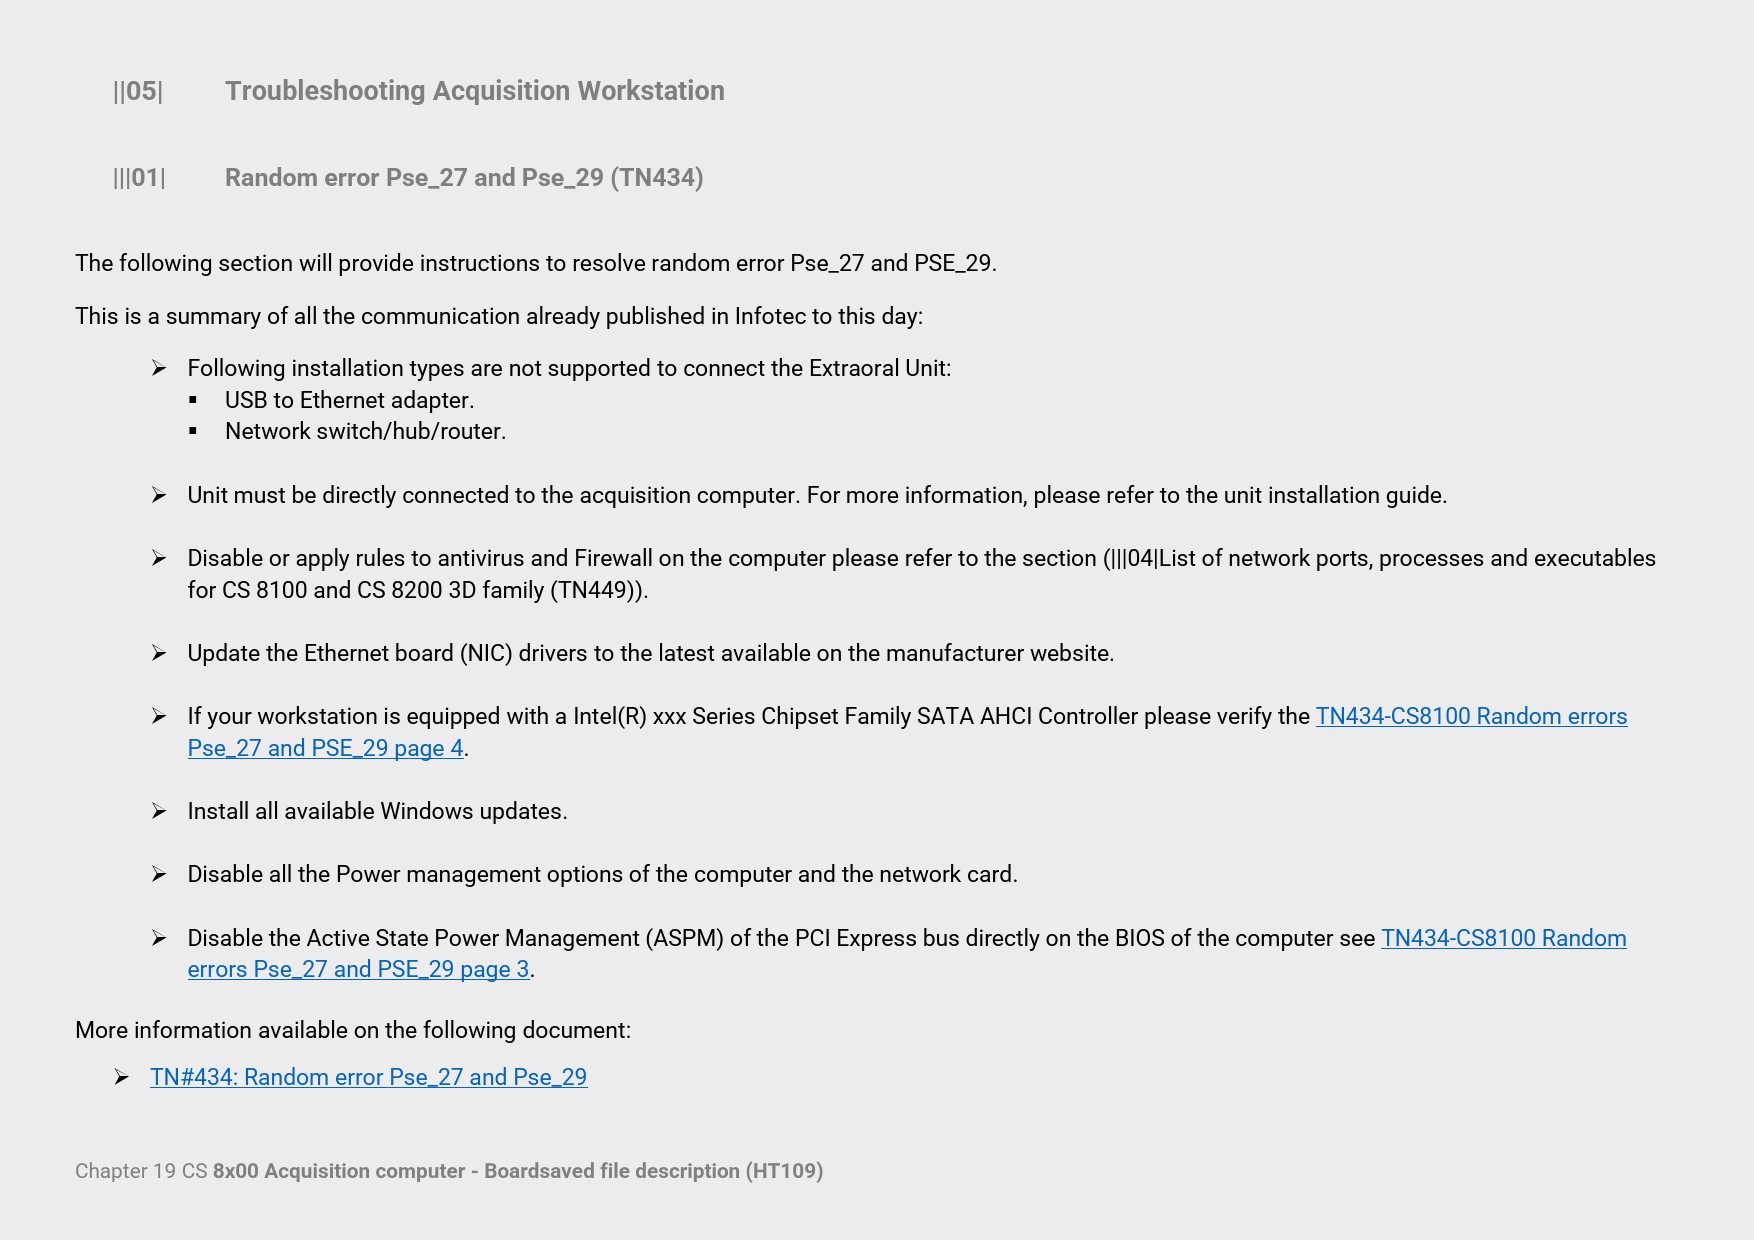 ||05| Troubleshooting Acquisition Workstation
|||01| Random error Pse_27 and Pse_29 (TN434)
The following section will provide instructions to resolve random error Pse_27 and PSE_29.
This is a summary of all the communication already published in Infotec to this day:
➢ Following installation types are not supported to connect the Extraoral Unit:
▪ USB to Ethernet adapter.
▪ Network switch/hub/router.
➢ Unit must be directly connected to the acquisition computer. For more information, please refer to the unit installation guide.
➢ Disable or apply rules to antivirus and Firewall on the computer please refer to the section (|||04|List of network ports, processes and executables
for CS 8100 and CS 8200 3D family (TN449)).
➢ Update the Ethernet board (NIC) drivers to the latest available on the manufacturer website.
➢ If your workstation is equipped with a Intel(R) xxx Series Chipset Family SATA AHCI Controller please verify the TN434-CS8100 Random errors
Pse_27 and PSE_29 page 4.
➢ Install all available Windows updates.
➢ Disable all the Power management options of the computer and the network card.
➢ Disable the Active State Power Management (ASPM) of the PCI Express bus directly on the BIOS of the computer see TN434-CS8100 Random
errors Pse_27 and PSE_29 page 3.
More information available on the following document:
➢ TN#434: Random error Pse_27 and Pse_29
Chapter 19 CS 8x00 Acquisition computer - Boardsaved file description (HT109)